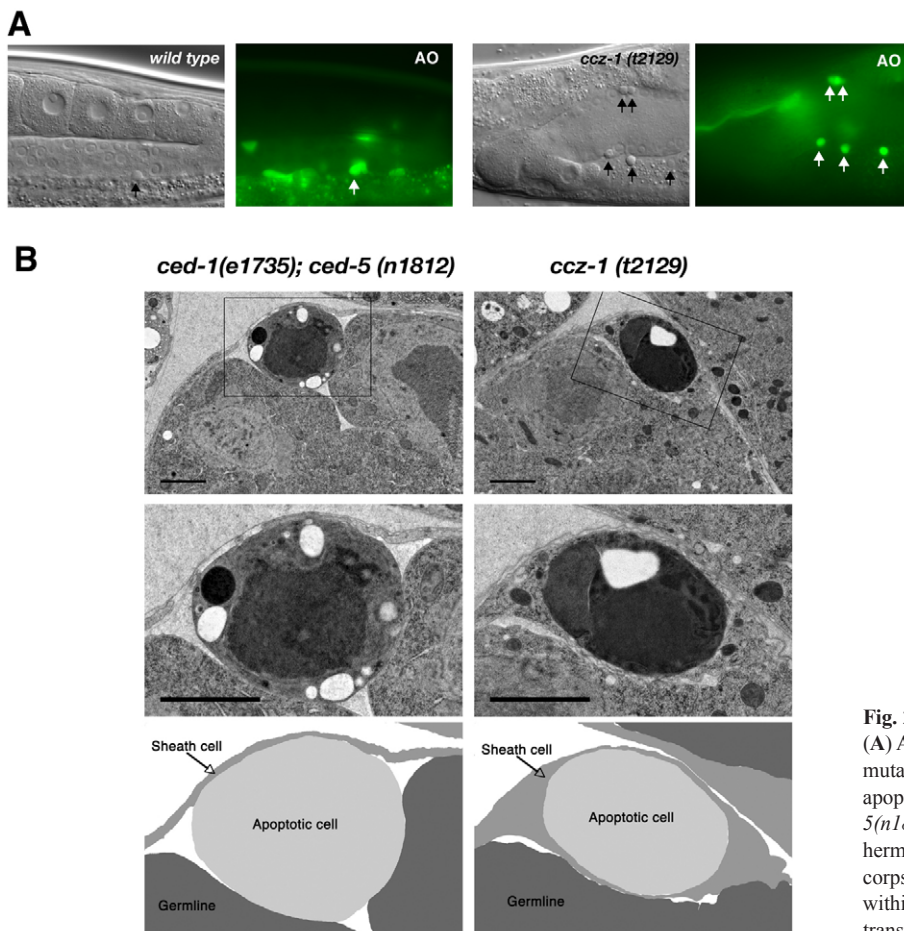 A
wild type
AO
ccz-1 (t2129)
AO
B
ced-1(e1735); ced-5 (n1812)
ccz-1 (t2129)
Sheath cell
Apoptotic cell
Germline
Sheath cell
Apoptotic cell
Germline
Fig.
(A) A
muta
apop
5(n1
herm
corps
within
trans